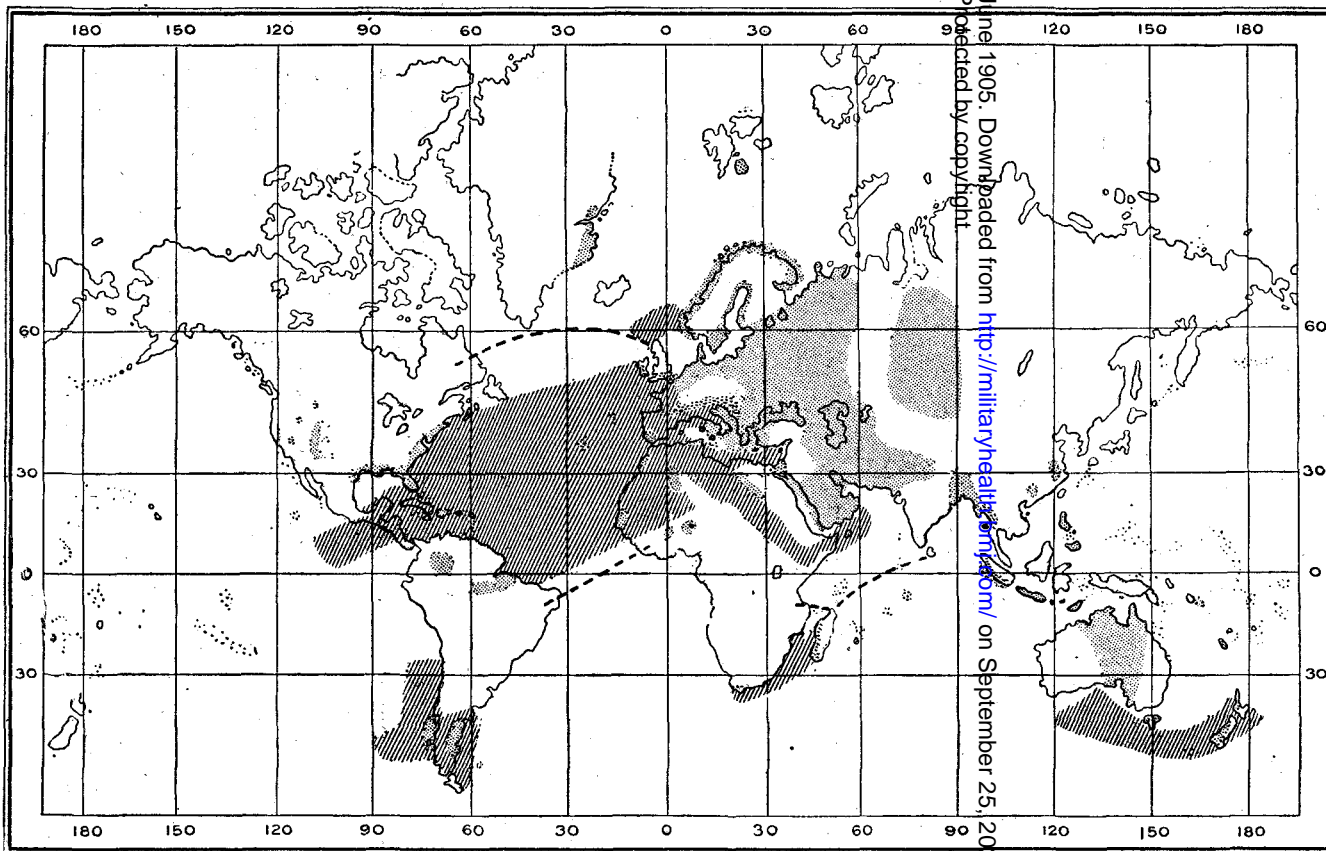 180 150 120 90 60 30 0 30 60 90 120 150 180
60 60
30 30
0 0
30 30
180 150 120 90 60 30 0 30 60 90 120 150 180
June 1905. Downloaded from http://militaryhealth.bmj.com/ on September 25, 20
Protected by copyright.